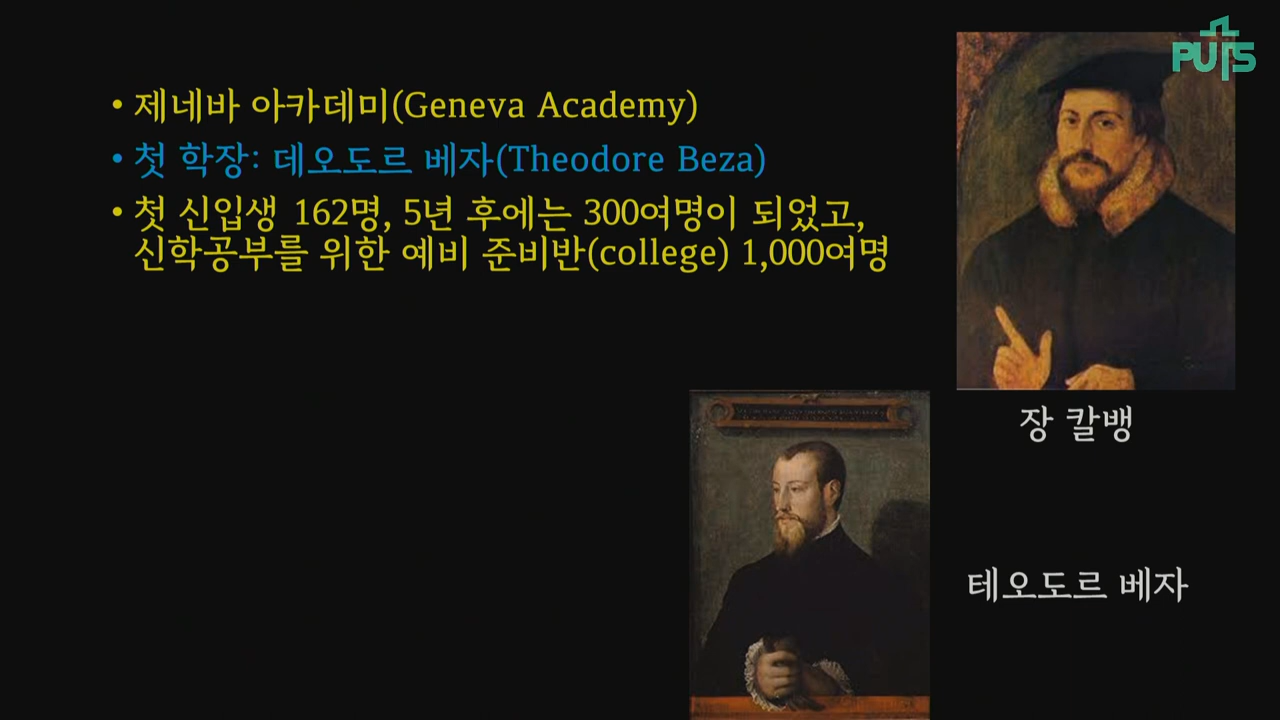 PUTS
• 제네바 아카데미(Geneva Academy)
• 첫 학장: 데오도르 베자(Theodore Beza)
• 첫 신입생 162명, 5년 후에는 300여명이 되었고,
신학공부를 위한 예비 준비반(college) 1,000여명
장 칼뱅
테오도르 베자